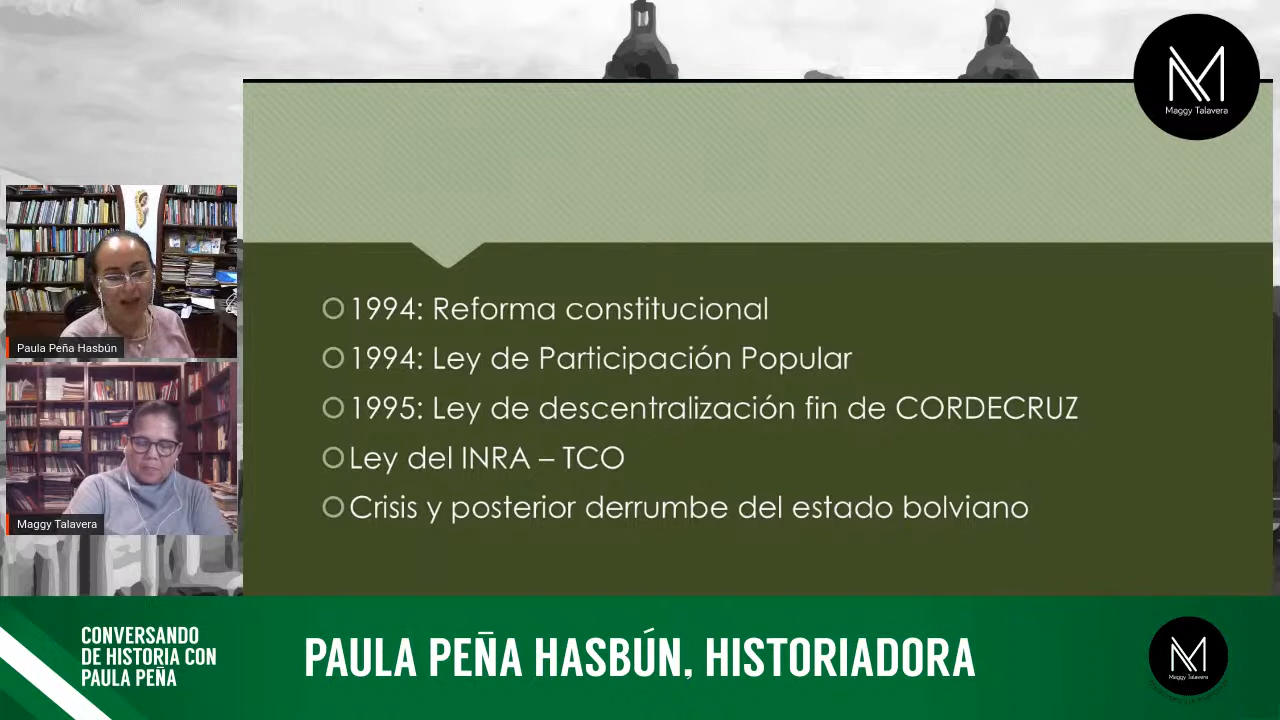 Maggy Talavera
1994: Reforma constitucional
1994: Ley de Participación Popular
1995: Ley de descentralización fin de CORDECRUZ
Ley del INRA – TCO
Crisis y posterior derrumbe del estado bolviano
Paula Peña Hasbún
Maggy Talavera
CONVERSANDO
DE HISTORIA CON
PAULA PEÑA
PAULA PEÑA HASBÚN, HISTORIADORA
Maggy Talavera